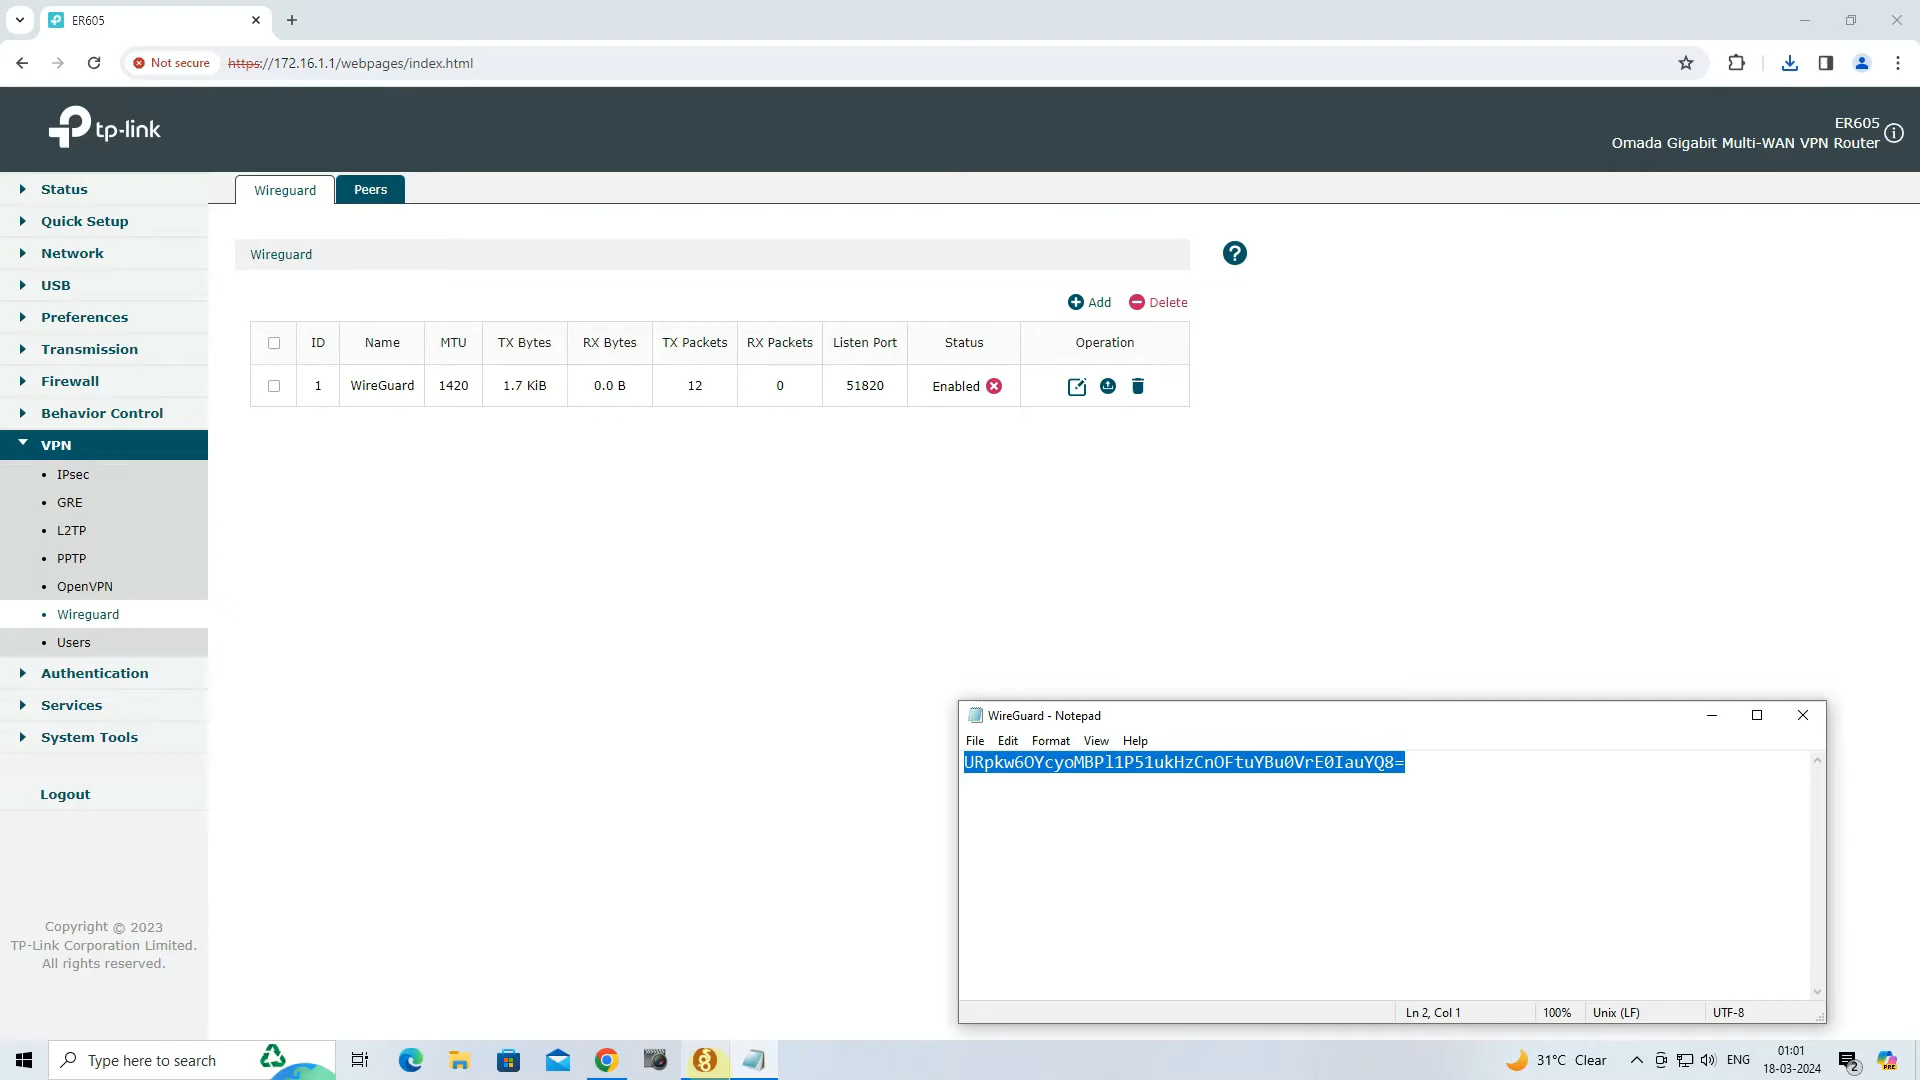 ER605
Not secure
https://172.16.1.1/webpages/index.html
tp-link
ER605
Omada Gigabit Multi-WAN VPN Router
Status
Quick Setup
Network
USB
Preferences
Transmission
Firewall
Behavior Control
VPN
IPsec
GRE
L2TP
PPTP
OpenVPN
Wireguard
Users
Authentication
Services
System Tools
Logout
Copyright © 2023
TP-Link Corporation Limited.
All rights reserved.
Wireguard Peers
Wireguard
Add Delete
ID Name MTU TX Bytes RX Bytes TX Packets RX Packets Listen Port Status Operation
1 WireGuard 1420 1.7 KiB 0.0 B 12 0 51820 Enabled
WireGuard - Notepad
File Edit Format View Help
URpkw6OYcyoMBPl1P51ukHzCnOFtuYBu0VrE0IauYQ8=
Ln 2, Col 1 100% Unix (LF) UTF-8
Type here to search
31°C Clear
ENG
01:01
18-03-2024
2
PRE